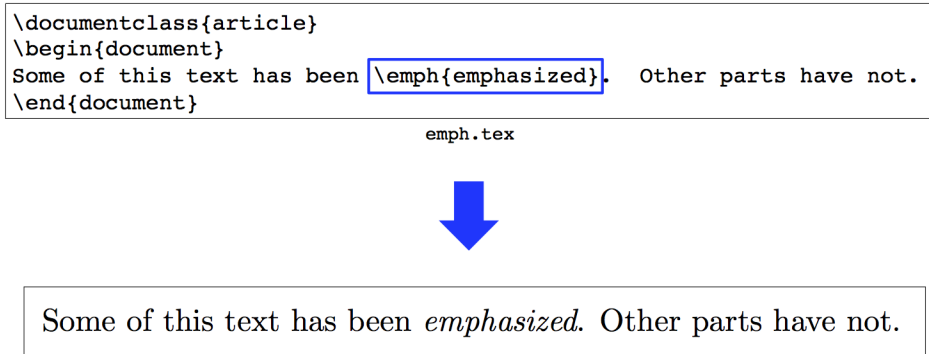 \documentclass{article}
\begin{document}
Some of this text has been \emph{emphasized}.  Other parts have not.
\end{document}
emph.tex
Some of this text has been emphasized. Other parts have not.